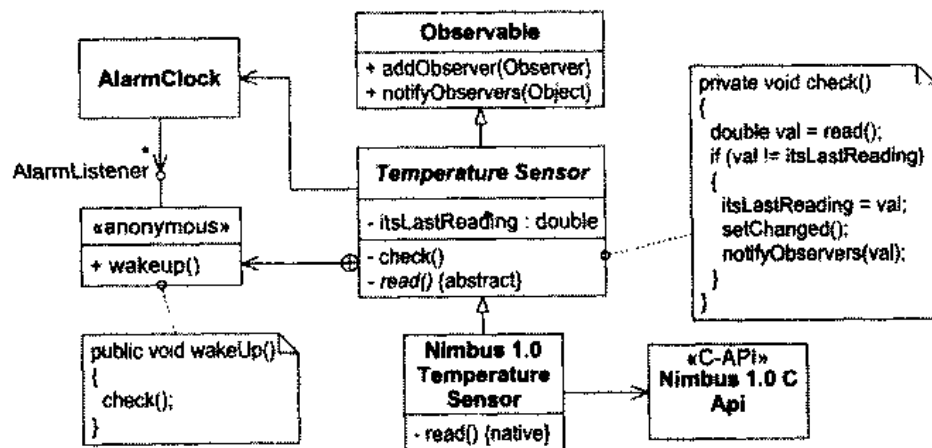 Observable
+ addObserver(Observer)
+ notifyObservers(Object)
AlarmClock
*
AlarmListener
«anonymous»
+ wakeup()
public void wakeUp()
{
check();
}
Temperature Sensor
- itsLastReading : double
- check()
- read() {abstract}
private void check()
{
double val = read();
if (val != itsLastReading)
{
itsLastReading = val;
setChanged();
notifyObservers(val);
}
}
Nimbus 1.0
Temperature
Sensor
- read() {native}
«C-API»
Nimbus 1.0 C
Api